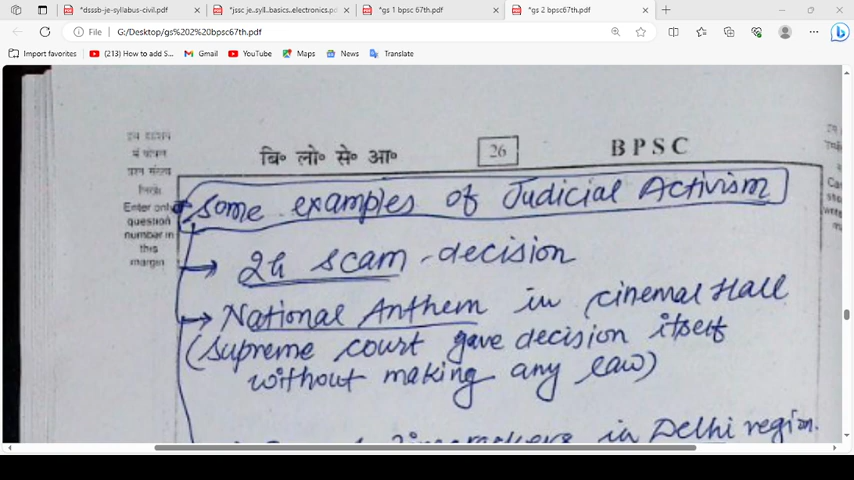 *dsssb-je-syllabus-civil.pdf
*jssc je..syll..basics..electronics.p
*gs 1 bpsc 67th.pdf
*gs 2 bpsc67th.pdf
File
G:/Desktop/gs%202%20bpsc67th.pdf
Import favorites
(213) How to add S...
Gmail
YouTube
Maps
News
Translate
बि० लो० से० आ०
26
BPSC
Enter only
question
number in
this
margin
Some examples of Judicial Activism
→ 2G scam - decision
→ National Anthem in cinemal Hall
(Supreme court gave decision itself
without making any law)
in Delhi region.